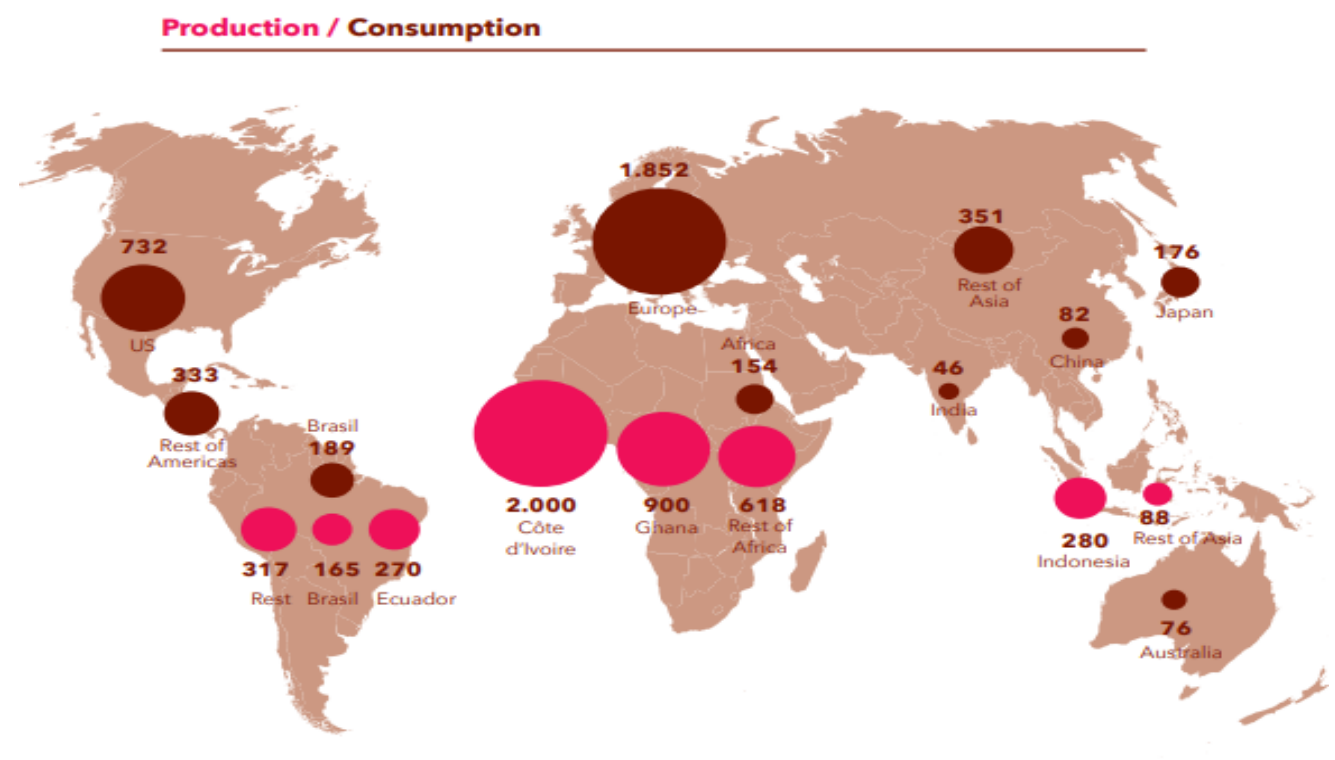 Production / Consumption
1.852
Europe
732
US
333
Rest of
Americas
Brasil
189
317
Rest
165
Brasil
270
Ecuador
Africa
154
2.000
Côte
d'Ivoire
900
Ghana
618
Rest of
Africa
351
Rest of
Asia
176
Japan
82
China
46
India
280
Indonesia
88
Rest of Asia
76
Australia